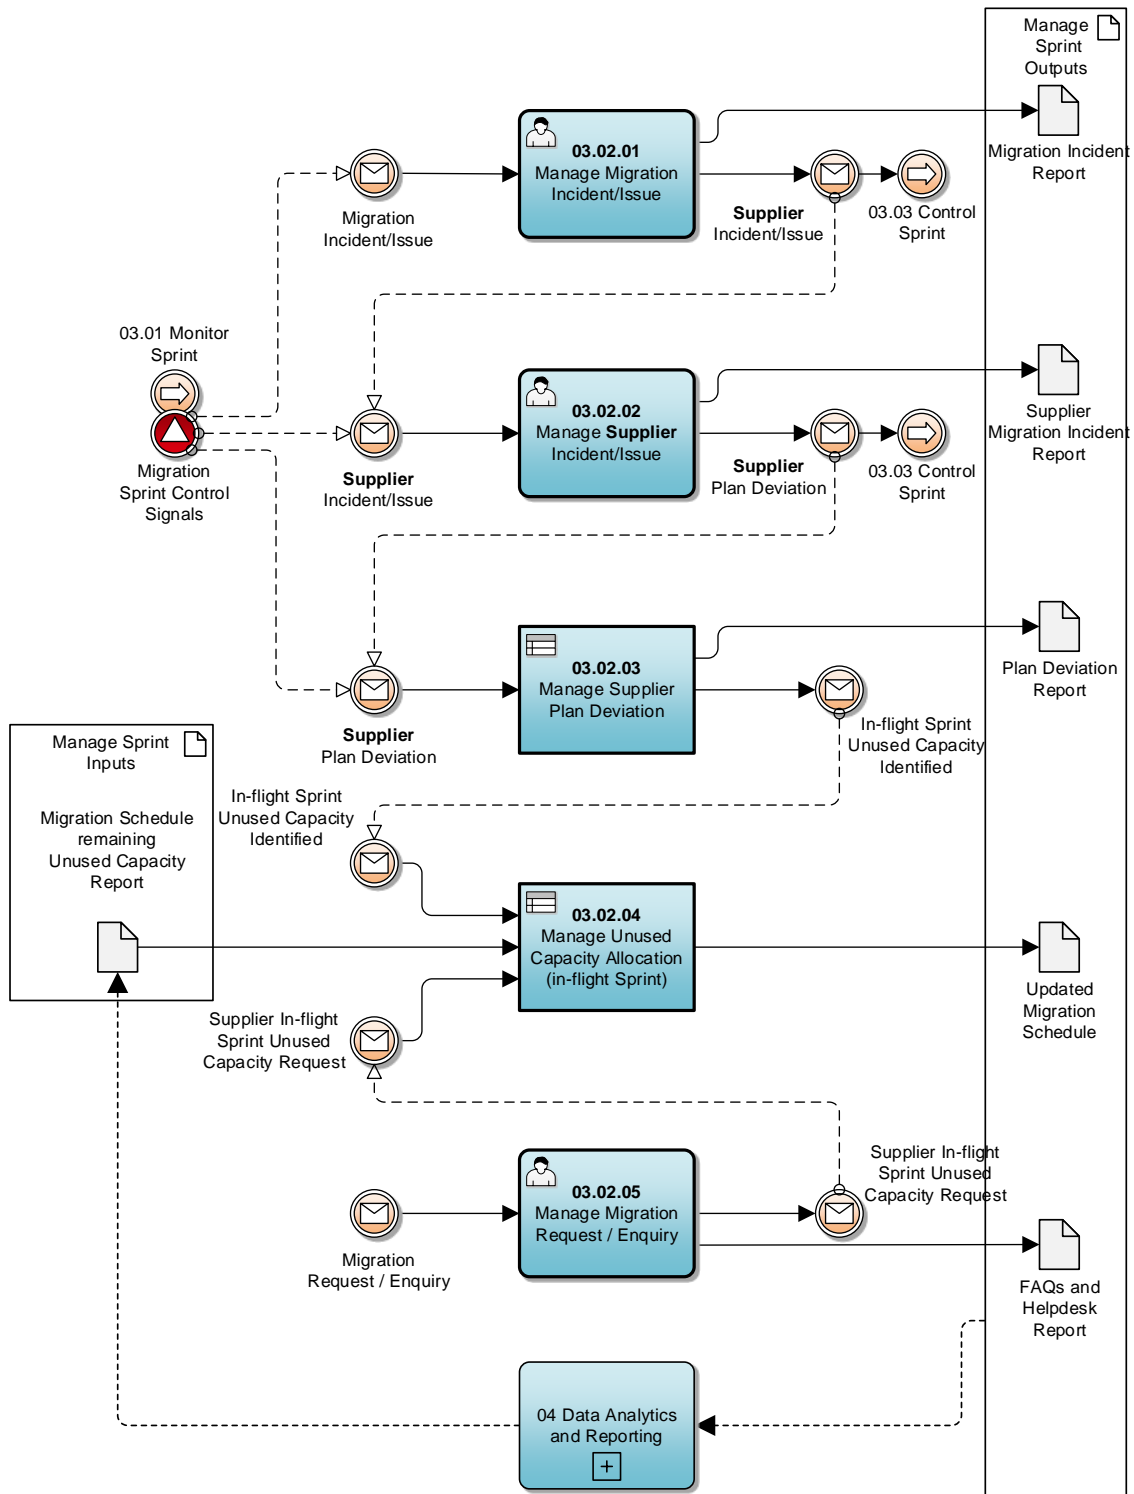 Manage
Sprint
Outputs
03.02.01
Manage Migration
Incident/Issue
Migration Incident
Report
Migration
Incident/Issue
Supplier
Incident/Issue
03.03 Control
Sprint
03.01 Monitor
Sprint
Migration
Sprint Control
Signals
Supplier
Incident/Issue
03.02.02
Manage Supplier
Incident/Issue
Supplier
Plan Deviation
03.03 Control
Sprint
Supplier
Migration Incident
Report
03.02.03
Manage Supplier
Plan Deviation
Plan Deviation
Report
Supplier
Plan Deviation
In-flight Sprint
Unused Capacity
Identified
Manage Sprint
Inputs
Migration Schedule
remaining
Unused Capacity
Report
In-flight Sprint
Unused Capacity
Identified
03.02.04
Manage Unused
Capacity Allocation
(in-flight Sprint)
Updated
Migration
Schedule
Supplier In-flight
Sprint Unused
Capacity Request
03.02.05
Manage Migration
Request / Enquiry
Supplier In-flight
Sprint Unused
Capacity Request
Migration
Request / Enquiry
FAQs and
Helpdesk
Report
04 Data Analytics
and Reporting